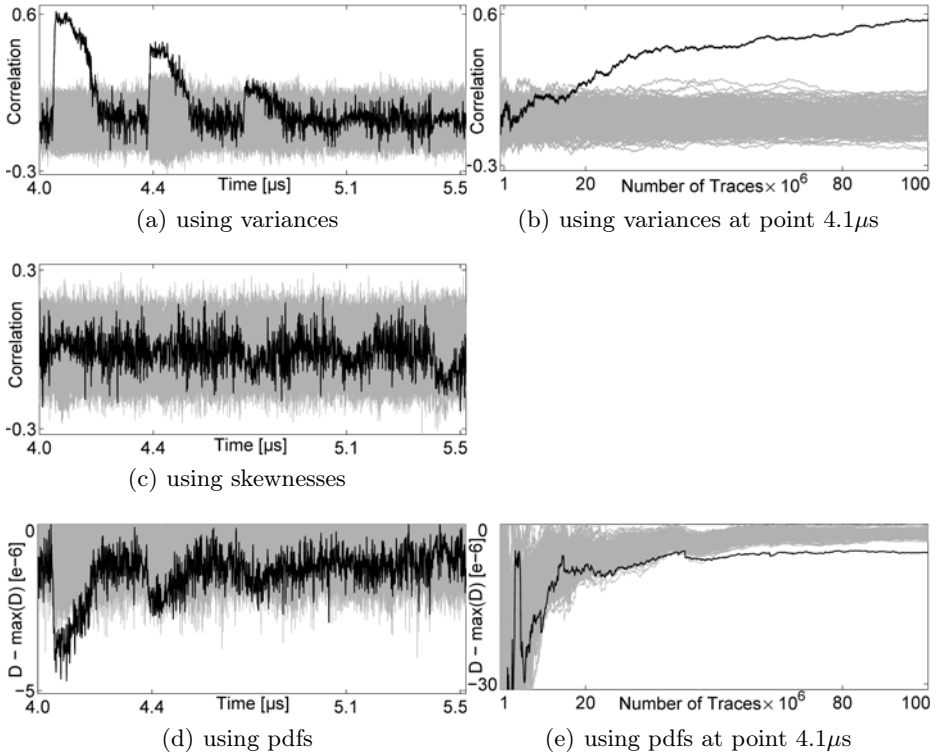 0.6
Correlation
-0.3
4.0
4.4
Time [µs]
5.1
5.5
(a) using variances
0.6
Correlation
-0.3
1
20
Number of Traces× 10^6
80
100
(b) using variances at point 4.1µs
0.3
Correlation
-0.3
4.0
4.4
Time [µs]
5.1
5.5
(c) using skewnesses
0
D − max(D) [e−6]
−5
4.0
4.4
Time [µs]
5.1
5.5
(d) using pdfs
0
D − max(D) [e−6]
−30
1
20
Number of Traces× 10^6
80
100
(e) using pdfs at point 4.1µs